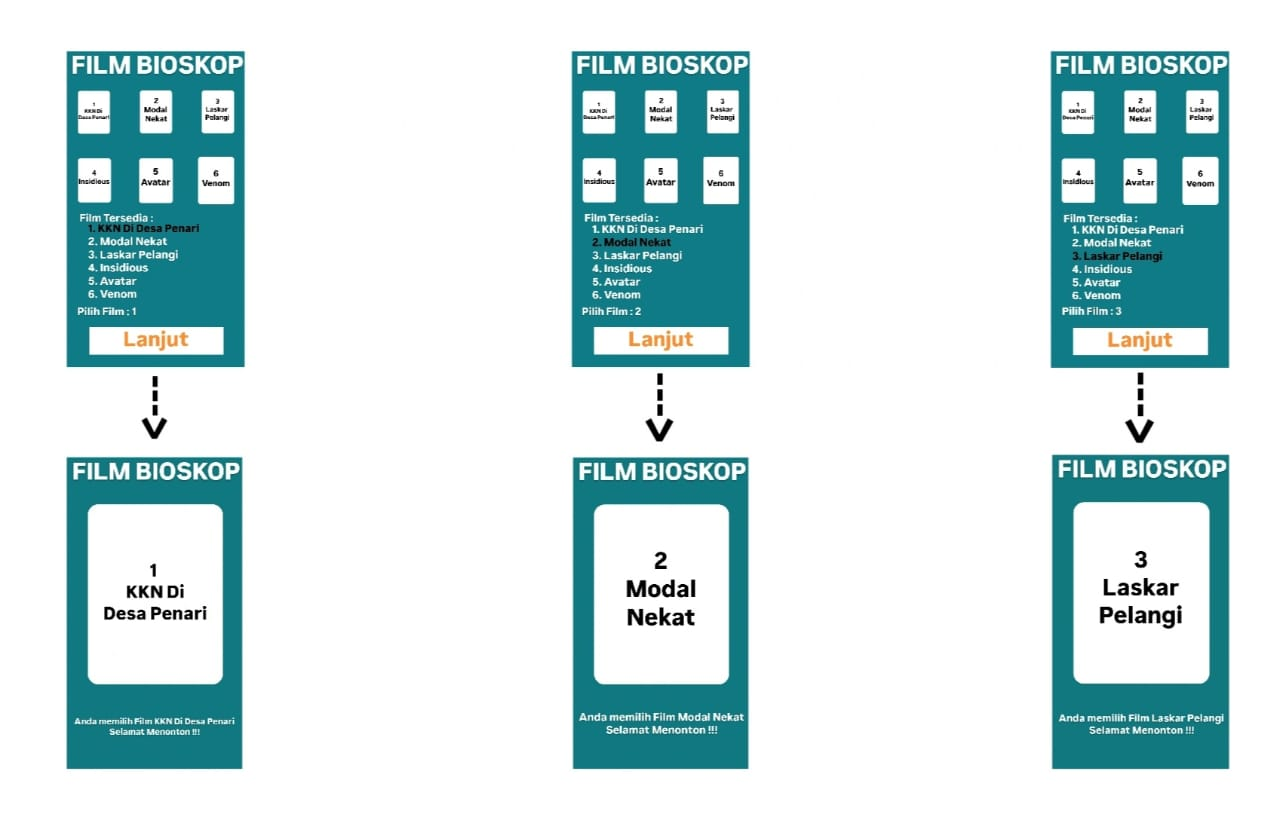 FILM BIOSKOP
1
KKN Di
Desa Penari
2
Modal
Nekat
3
Laskar
Pelangi
4
Insidious
5
Avatar
6
Venom
Film Tersedia :
1. KKN Di Desa Penari
2. Modal Nekat
3. Laskar Pelangi
4. Insidious
5. Avatar
6. Venom
Pilih Film : 1
Lanjut
FILM BIOSKOP
1
KKN Di
Desa Penari
Anda memilih Film KKN Di Desa Penari
Selamat Menonton !!!
FILM BIOSKOP
1
KKN Di
Desa Penari
2
Modal
Nekat
3
Laskar
Pelangi
4
Insidious
5
Avatar
6
Venom
Film Tersedia :
1. KKN Di Desa Penari
2. Modal Nekat
3. Laskar Pelangi
4. Insidious
5. Avatar
6. Venom
Pilih Film : 2
Lanjut
FILM BIOSKOP
2
Modal
Nekat
Anda memilih Film Modal Nekat
Selamat Menonton !!!
FILM BIOSKOP
1
KKN Di
Desa Penari
2
Modal
Nekat
3
Laskar
Pelangi
4
Insidious
5
Avatar
6
Venom
Film Tersedia :
1. KKN Di Desa Penari
2. Modal Nekat
3. Laskar Pelangi
4. Insidious
5. Avatar
6. Venom
Pilih Film : 3
Lanjut
FILM BIOSKOP
3
Laskar
Pelangi
Anda memilih Film Laskar Pelangi
Selamat Menonton !!!